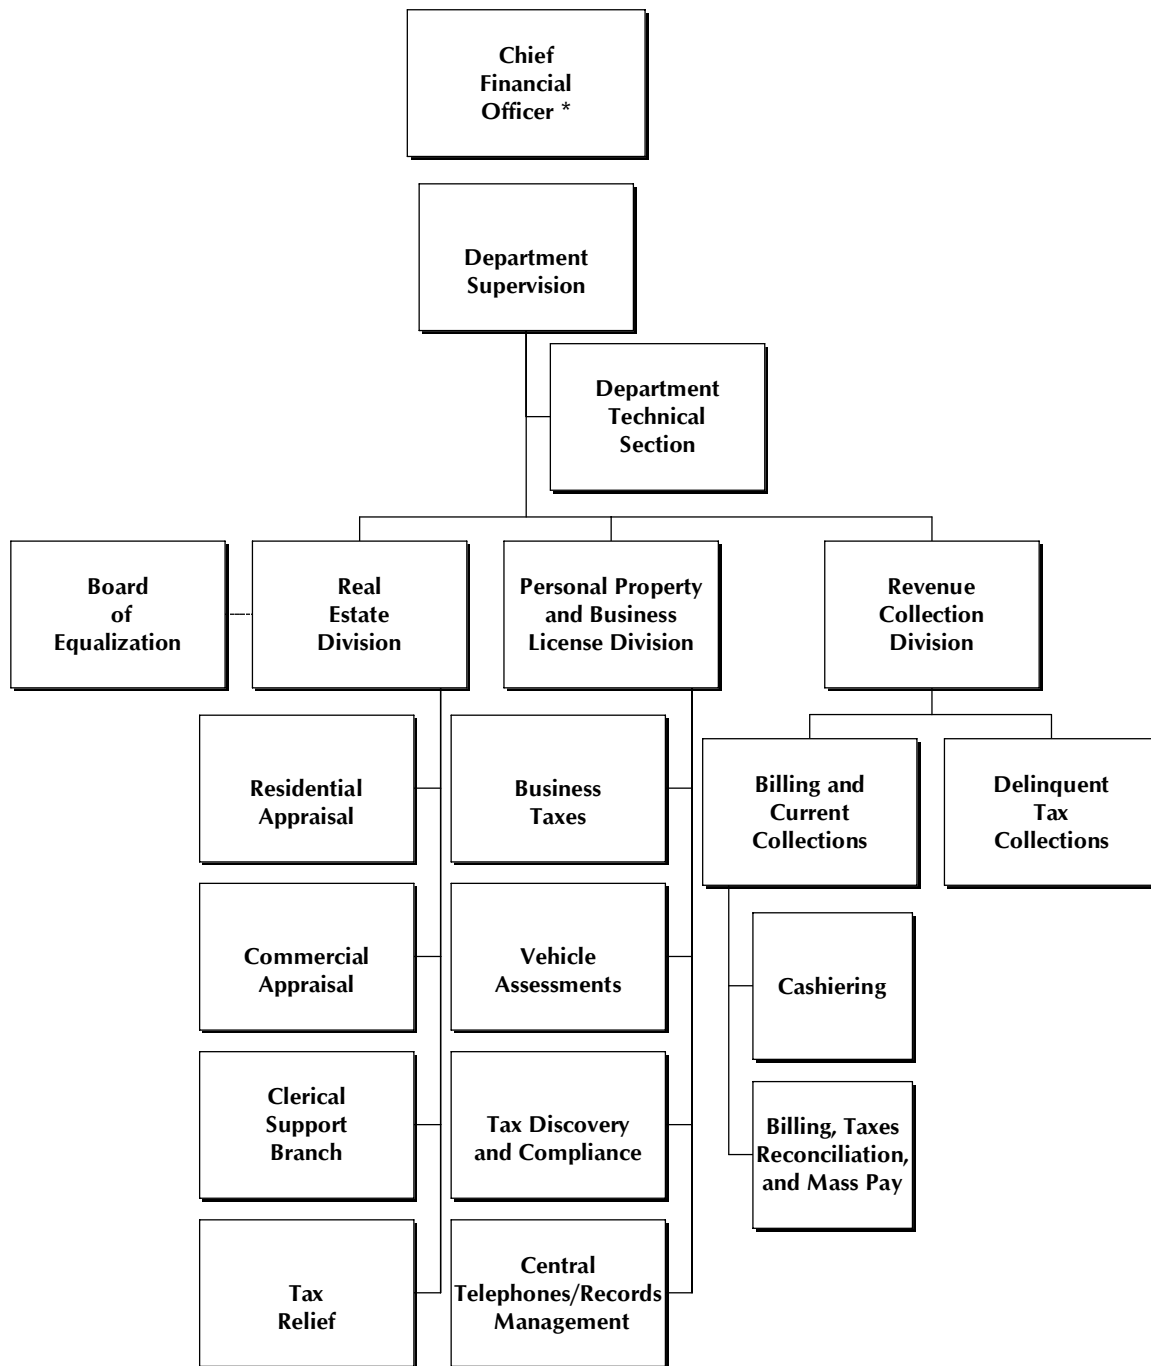 Chief
Financial
Officer *
Department
Supervision
Department
Technical
Section
Board
of
Equalization
Real
Estate
Division
Personal Property
and Business
License Division
Revenue
Collection
Division
Residential
Appraisal
Business
Taxes
Billing and
Current
Collections
Delinquent
Tax
Collections
Commercial
Appraisal
Vehicle
Assessments
Cashiering
Clerical
Support
Branch
Tax Discovery
and Compliance
Billing, Taxes
Reconciliation,
and Mass Pay
Tax
Relief
Central
Telephones/Records
Management